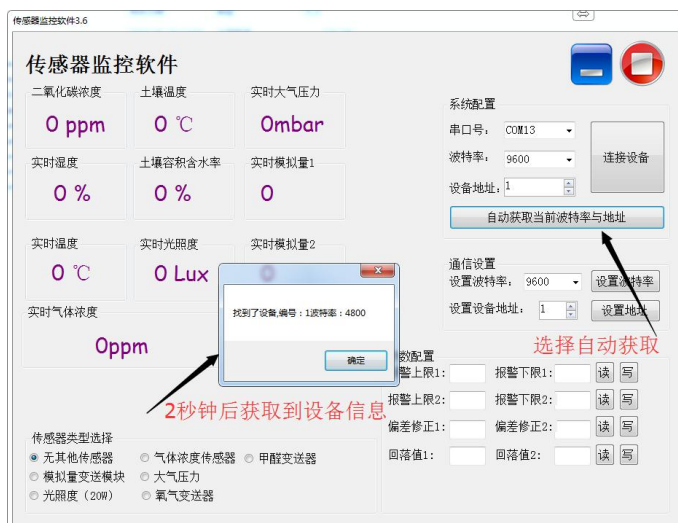 传感器监控软件3.6
传感器监控软件
二氧化碳浓度
0 ppm
土壤温度
0 ℃
实时大气压力
0mbar
实时湿度
0 %
土壤容积含水率
0 %
实时模拟量1
0
实时温度
0 ℃
实时光照度
0 Lux
实时模拟量2
0
实时气体浓度
0ppm
系统配置
串口号: COM13
波特率: 9600
设备地址: 1
连接设备
自动获取当前波特率与地址
通信设置
设置波特率: 9600 设置波特率
设置设备地址: 1 设置地址
选择自动获取
找到了设备,编号:1波特率:4800
确定
2秒钟后获取到设备信息
数配置
警上限1: 报警下限1: 读 写
报警上限2: 报警下限2: 读 写
偏差修正1: 偏差修正2: 读 写
回落值1: 回落值2: 读 写
传感器类型选择
无其他传感器 气体浓度传感器 甲醛变送器
模拟量变送模块 大气压力
光照度(20W) 氧气变送器